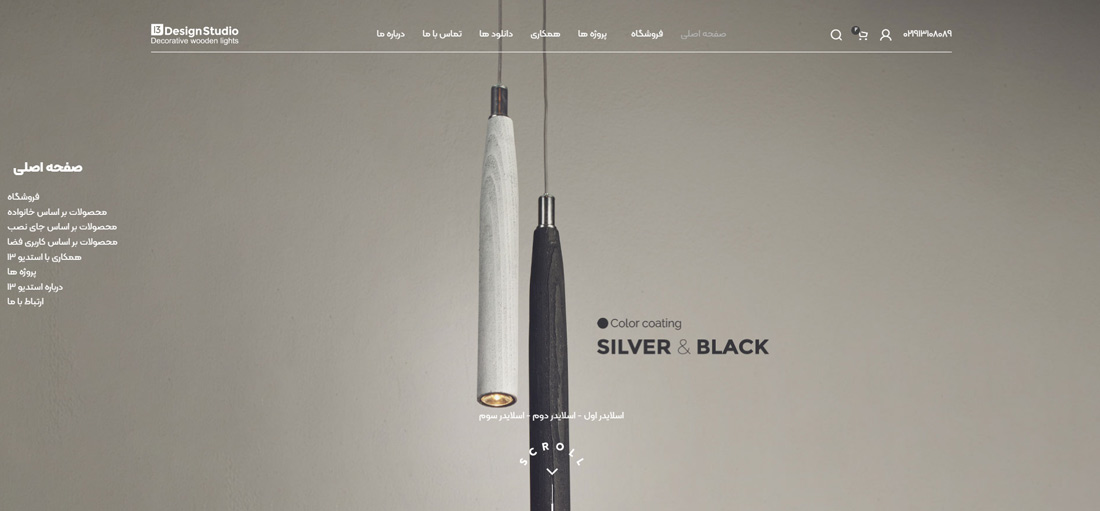 13 Design Studio
Decorative wooden lights
صفحه اصلی فروشگاه پروژه ها همکاری دانلود ها تماس با ما درباره ما
۰۲۱۹۱۳۱۰۸۰۸۹
صفحه اصلی
فروشگاه
محصولات بر اساس خانواده
محصولات بر اساس جای نصب
محصولات بر اساس کاربری فضا
همکاری با استدیو ۱۳
پروژه ها
درباره استدیو ۱۳
ارتباط با ما
Color coating
SILVER & BLACK
اسلایدر اول - اسلایدر دوم - اسلایدر سوم
SCROLL